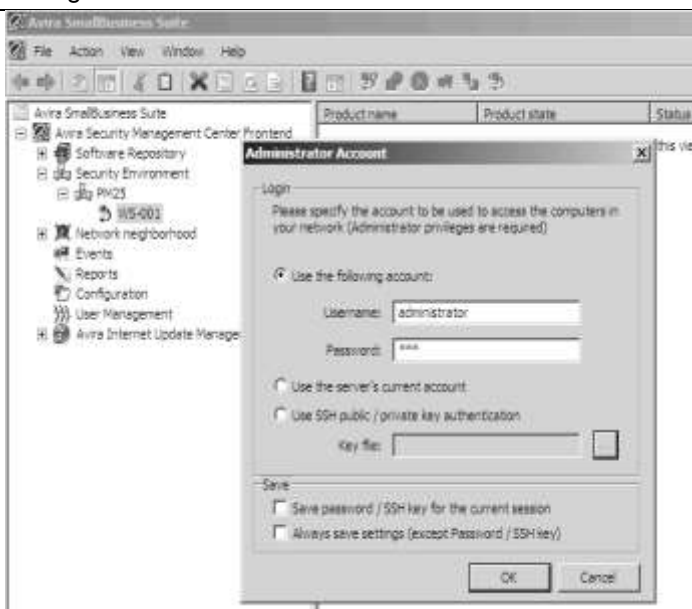 Avira SmallBusiness Suite
File Action View Window Help
Avira SmallBusiness Suite
Avira Security Management Center Frontend
Software Repository
Security Environment
PM25
WS-001
Network neighborhood
Events
Reports
Configuration
User Management
Avira Internet Update Manage
Product name Product state Status
this vie
Administrator Account
Login
Please specify the account to be used to access the computers in
your network (Administrator privileges are required)
Use the following account:
Username: administrator
Password: ***
Use the server's current account
Use SSH public / private key authentication
Key file:
...
Save
Save password / SSH key for the current session
Always save settings (except Password / SSH key)
OK Cancel